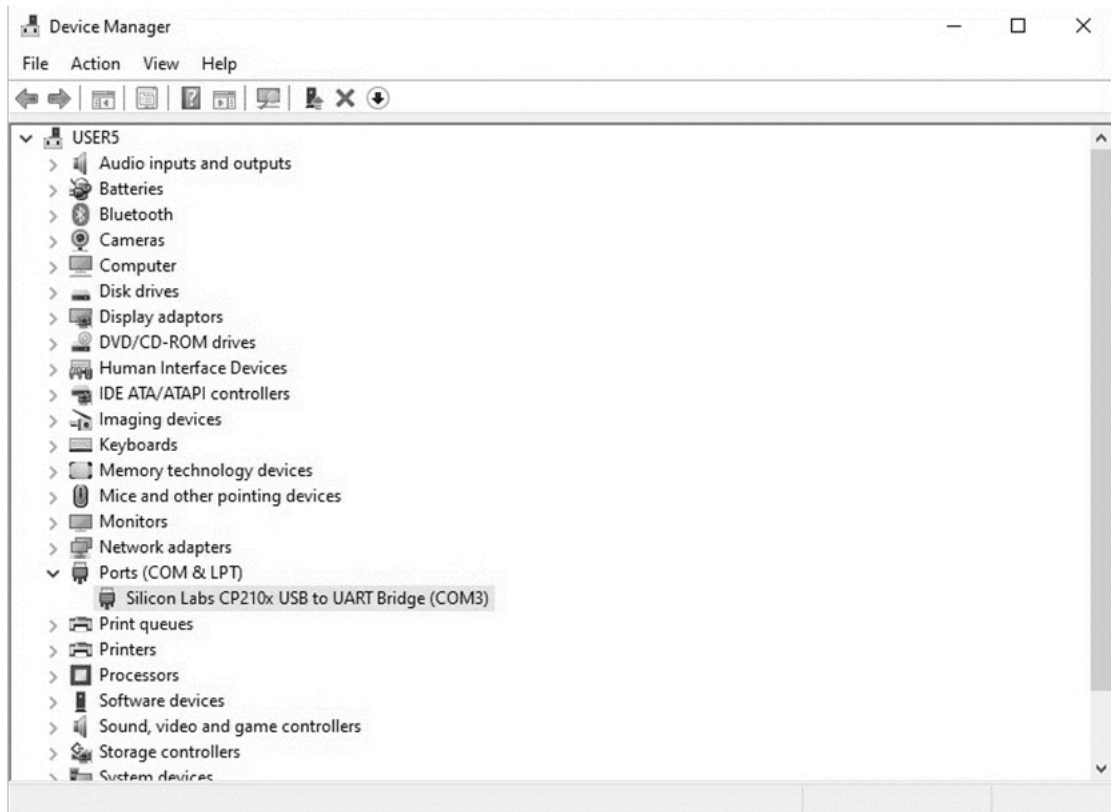 Device Manager
File Action View Help
USER5
Audio inputs and outputs
Batteries
Bluetooth
Cameras
Computer
Disk drives
Display adaptors
DVD/CD-ROM drives
Human Interface Devices
IDE ATA/ATAPI controllers
Imaging devices
Keyboards
Memory technology devices
Mice and other pointing devices
Monitors
Network adapters
Ports (COM & LPT)
Silicon Labs CP210x USB to UART Bridge (COM3)
Print queues
Printers
Processors
Software devices
Sound, video and game controllers
Storage controllers
System devices